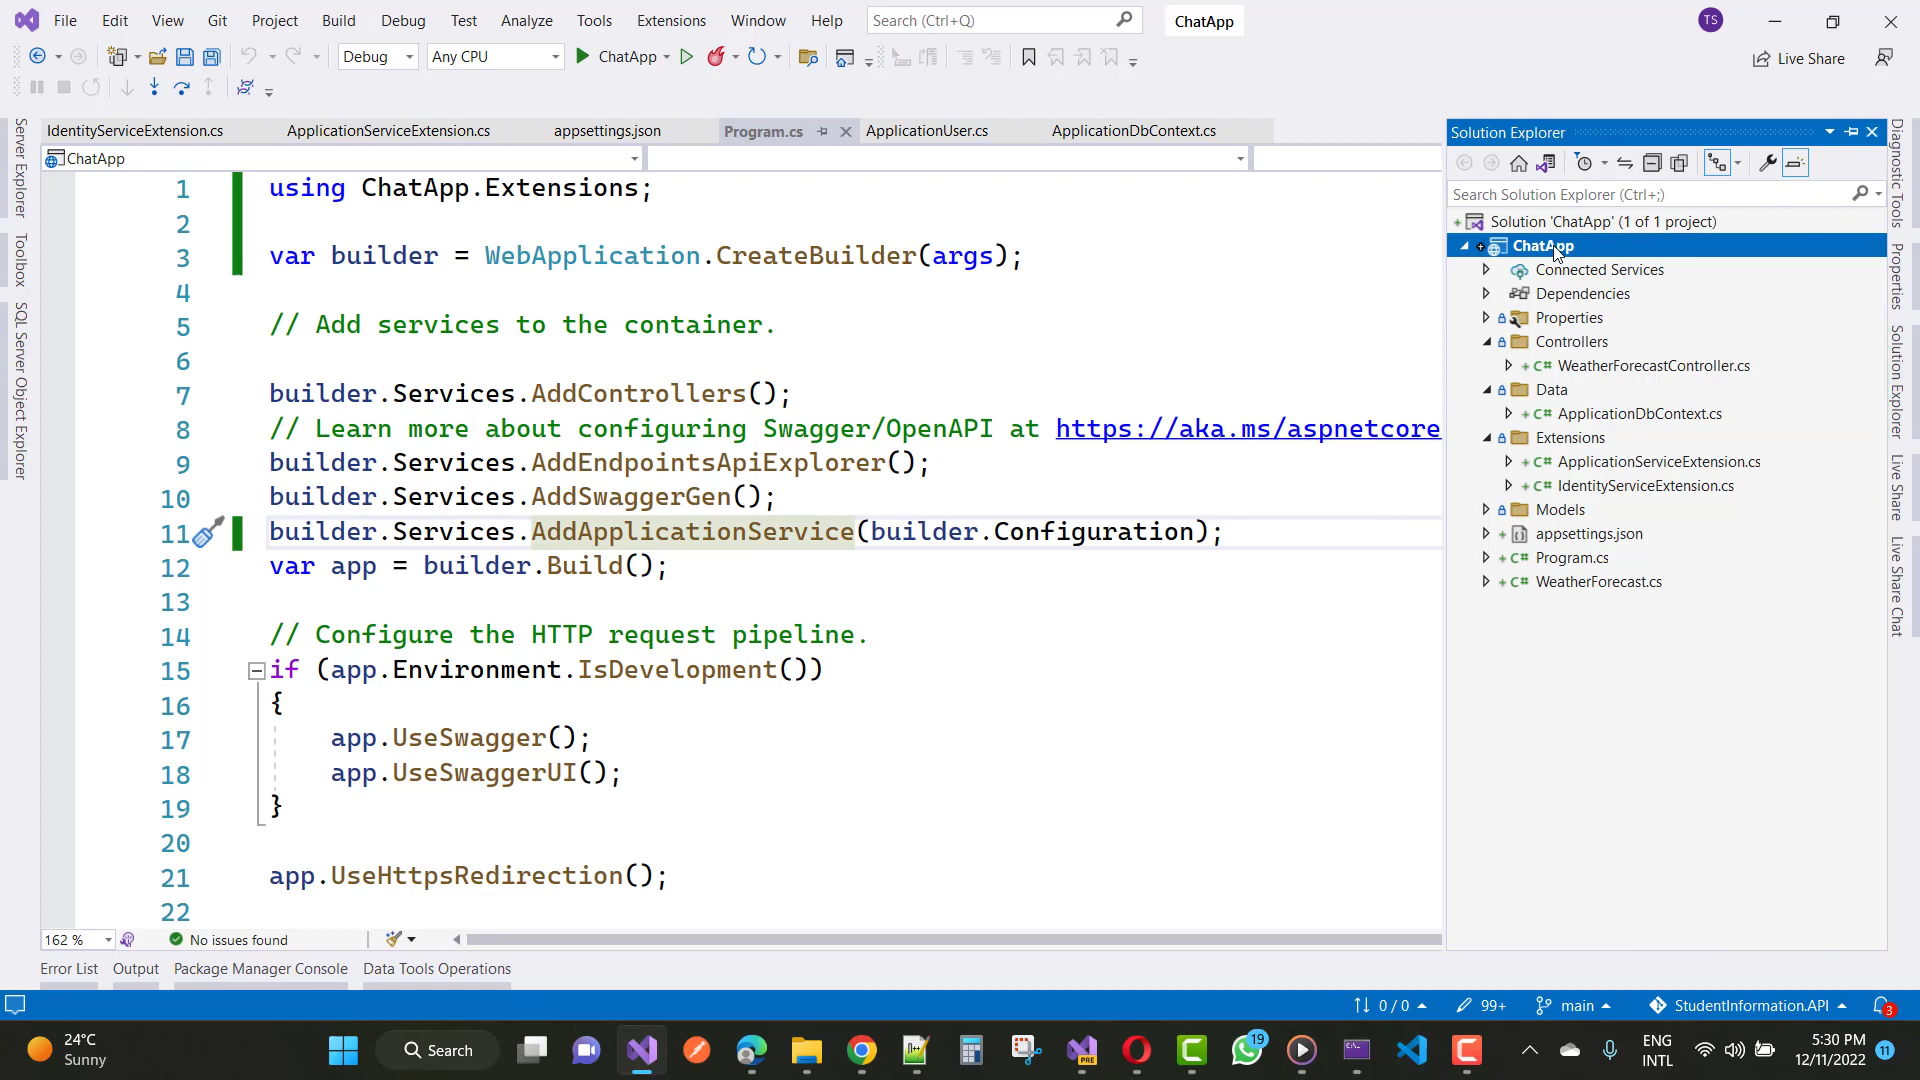 File Edit View Git Project Build Debug Test Analyze Tools Extensions Window Help Search (Ctrl+Q) ChatApp TS
Debug Any CPU ChatApp Live Share
IdentityServiceExtension.cs ApplicationServiceExtension.cs appsettings.json Program.cs ApplicationUser.cs ApplicationDbContext.cs
ChatApp
1 using ChatApp.Extensions;
2
3 var builder = WebApplication.CreateBuilder(args);
4
5 // Add services to the container.
6
7 builder.Services.AddControllers();
8 // Learn more about configuring Swagger/OpenAPI at https://aka.ms/aspnetcore
9 builder.Services.AddEndpointsApiExplorer();
10 builder.Services.AddSwaggerGen();
11 builder.Services.AddApplicationService(builder.Configuration);
12 var app = builder.Build();
13
14 // Configure the HTTP request pipeline.
15 if (app.Environment.IsDevelopment())
16 {
17 app.UseSwagger();
18 app.UseSwaggerUI();
19 }
20
21 app.UseHttpsRedirection();
22
162 % No issues found
Error List Output Package Manager Console Data Tools Operations
Server Explorer
Toolbox
SQL Server Object Explorer
Solution Explorer
Search Solution Explorer (Ctrl+;)
Solution 'ChatApp' (1 of 1 project)
ChatApp
Connected Services
Dependencies
Properties
Controllers
C# WeatherForecastController.cs
Data
C# ApplicationDbContext.cs
Extensions
C# ApplicationServiceExtension.cs
C# IdentityServiceExtension.cs
Models
appsettings.json
C# Program.cs
C# WeatherForecast.cs
Diagnostic Tools
Properties
Solution Explorer
Live Share
Live Share Chat
0 / 0 99+ main StudentInformation.API 3
24°C
Sunny
Search
PRE
19
ENG
INTL
5:30 PM
12/11/2022
11